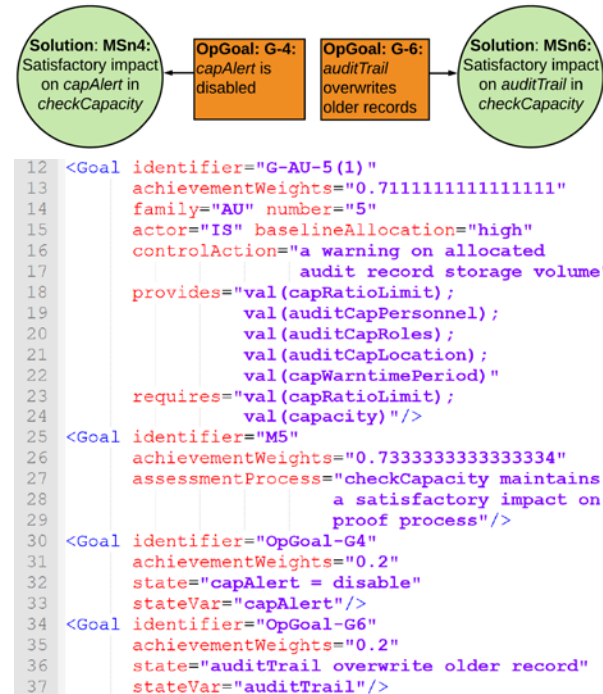 Solution: MSn4:
Satisfactory impact
on capAlert in
checkCapacity
OpGoal: G-4:
capAlert is
disabled
OpGoal: G-6:
auditTrail
overwrites
older records
Solution: MSn6:
Satisfactory impact
on auditTrail in
checkCapacity
12 <Goal identifier="G-AU-5(1)"
13 achievementWeights="0.7111111111111111"
14 family="AU" number="5"
15 actor="IS" baselineAllocation="high"
16 controlAction="a warning on allocated
17 audit record storage volume"
18 provides="val(capRatioLimit);
19 val(auditCapPersonnel);
20 val(auditCapRoles);
21 val(auditCapLocation);
22 val(capWarntimePeriod)"
23 requires="val(capRatioLimit);
24 val(capacity)"/>
25 <Goal identifier="M5"
26 achievementWeights="0.7333333333333334"
27 assessmentProcess="checkCapacity maintains
28 a satisfactory impact on
29 proof process"/>
30 <Goal identifier="OpGoal-G4"
31 achievementWeights="0.2"
32 state="capAlert = disable"
33 stateVar="capAlert"/>
34 <Goal identifier="OpGoal-G6"
35 achievementWeights="0.2"
36 state="auditTrail overwrite older record"
37 stateVar="auditTrail"/>